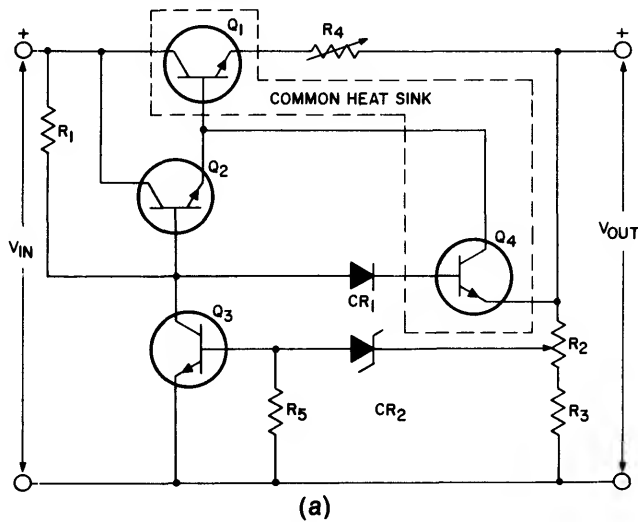 + Q1 R4 +
COMMON HEAT SINK
R1
Q2
VIN VOUT
Q4
CR1
Q3
R2
R5 CR2 R3
(a)